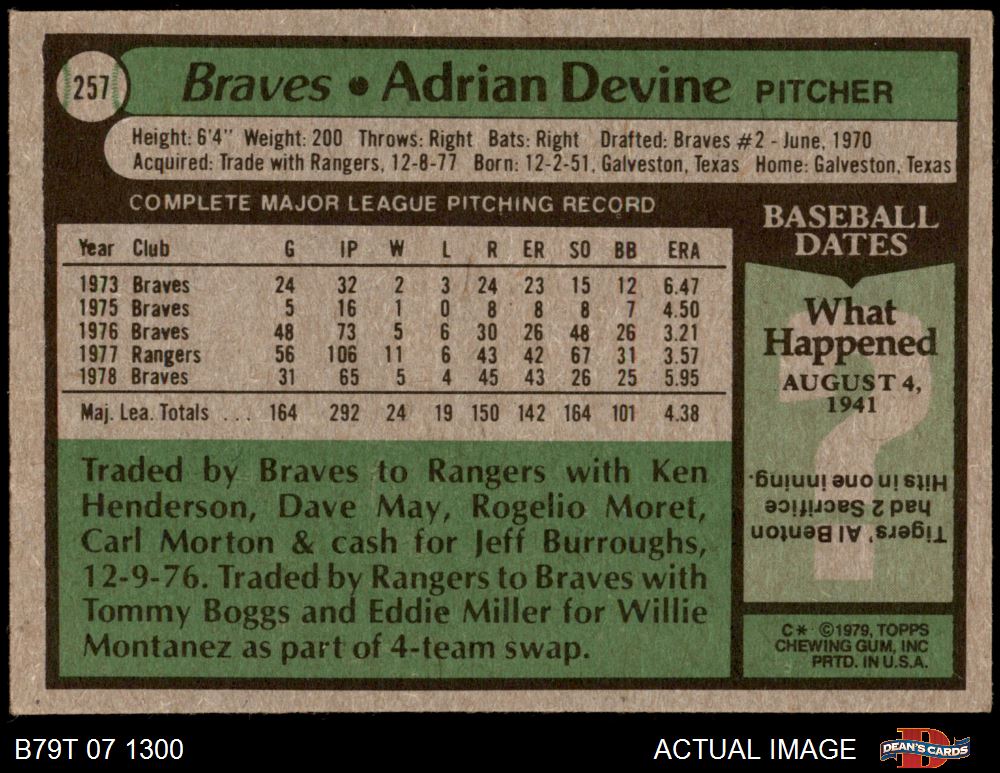 257
Braves • Adrian Devine PITCHER
Height: 6'4" Weight: 200 Throws: Right Bats: Right Drafted: Braves #2 - June, 1970
Acquired: Trade with Rangers, 12-8-77 Born: 12-2-51, Galveston, Texas Home: Galveston, Texas
COMPLETE MAJOR LEAGUE PITCHING RECORD
Year Club G IP W L R ER SO BB ERA
1973 Braves 24 32 2 3 24 23 15 12 6.47
1975 Braves 5 16 1 0 8 8 8 7 4.50
1976 Braves 48 73 5 6 30 26 48 26 3.21
1977 Rangers 56 106 11 6 43 42 67 31 3.57
1978 Braves 31 65 5 4 45 43 26 25 5.95
Maj. Lea. Totals . . . 164 292 24 19 150 142 164 101 4.38
Traded by Braves to Rangers with Ken
Henderson, Dave May, Rogelio Moret,
Carl Morton & cash for Jeff Burroughs,
12-9-76. Traded by Rangers to Braves with
Tommy Boggs and Eddie Miller for Willie
Montanez as part of 4-team swap.
BASEBALL
DATES
What
Happened
AUGUST 4,
1941
?
Tigers' Al Benton
had 2 Sacrifice
Hits in one inning.
C* ©1979, TOPPS
CHEWING GUM, INC
PRTD. IN U.S.A.
B79T 07 1300
ACTUAL IMAGE
DEAN'S CARDS